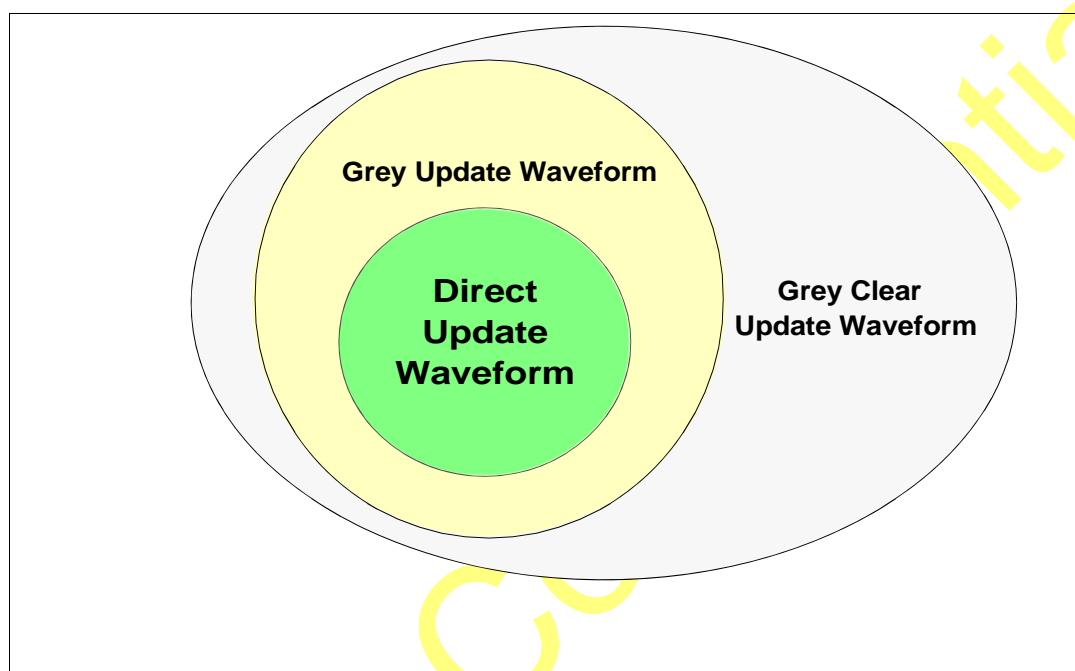 Grey Update Waveform
Direct
Update
Waveform
Grey Clear
Update Waveform